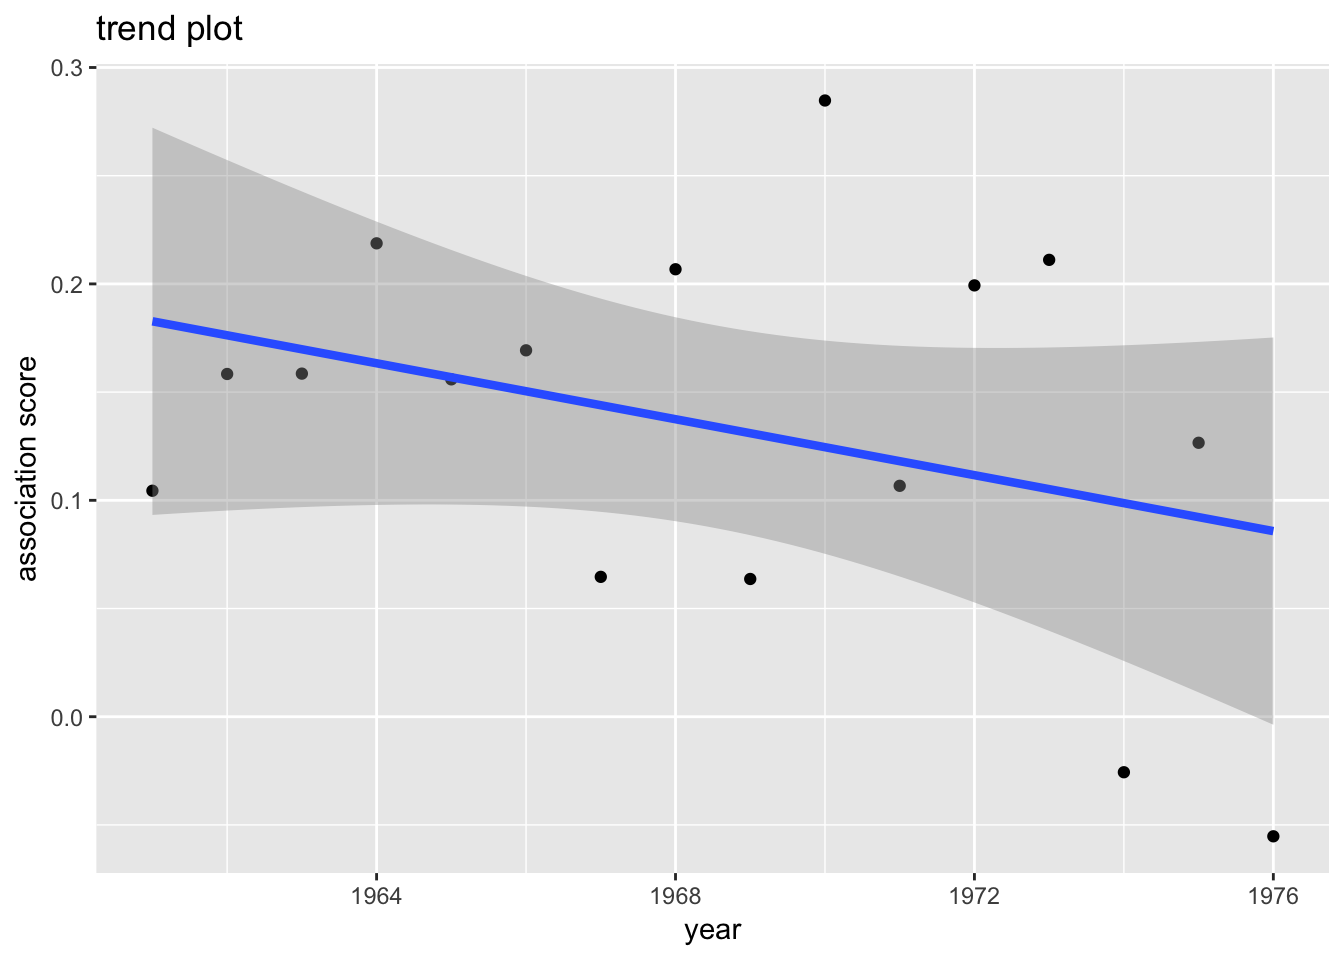 trend plot
0.3
0.2
0.1
0.0
association score
1964 1968 1972 1976
year